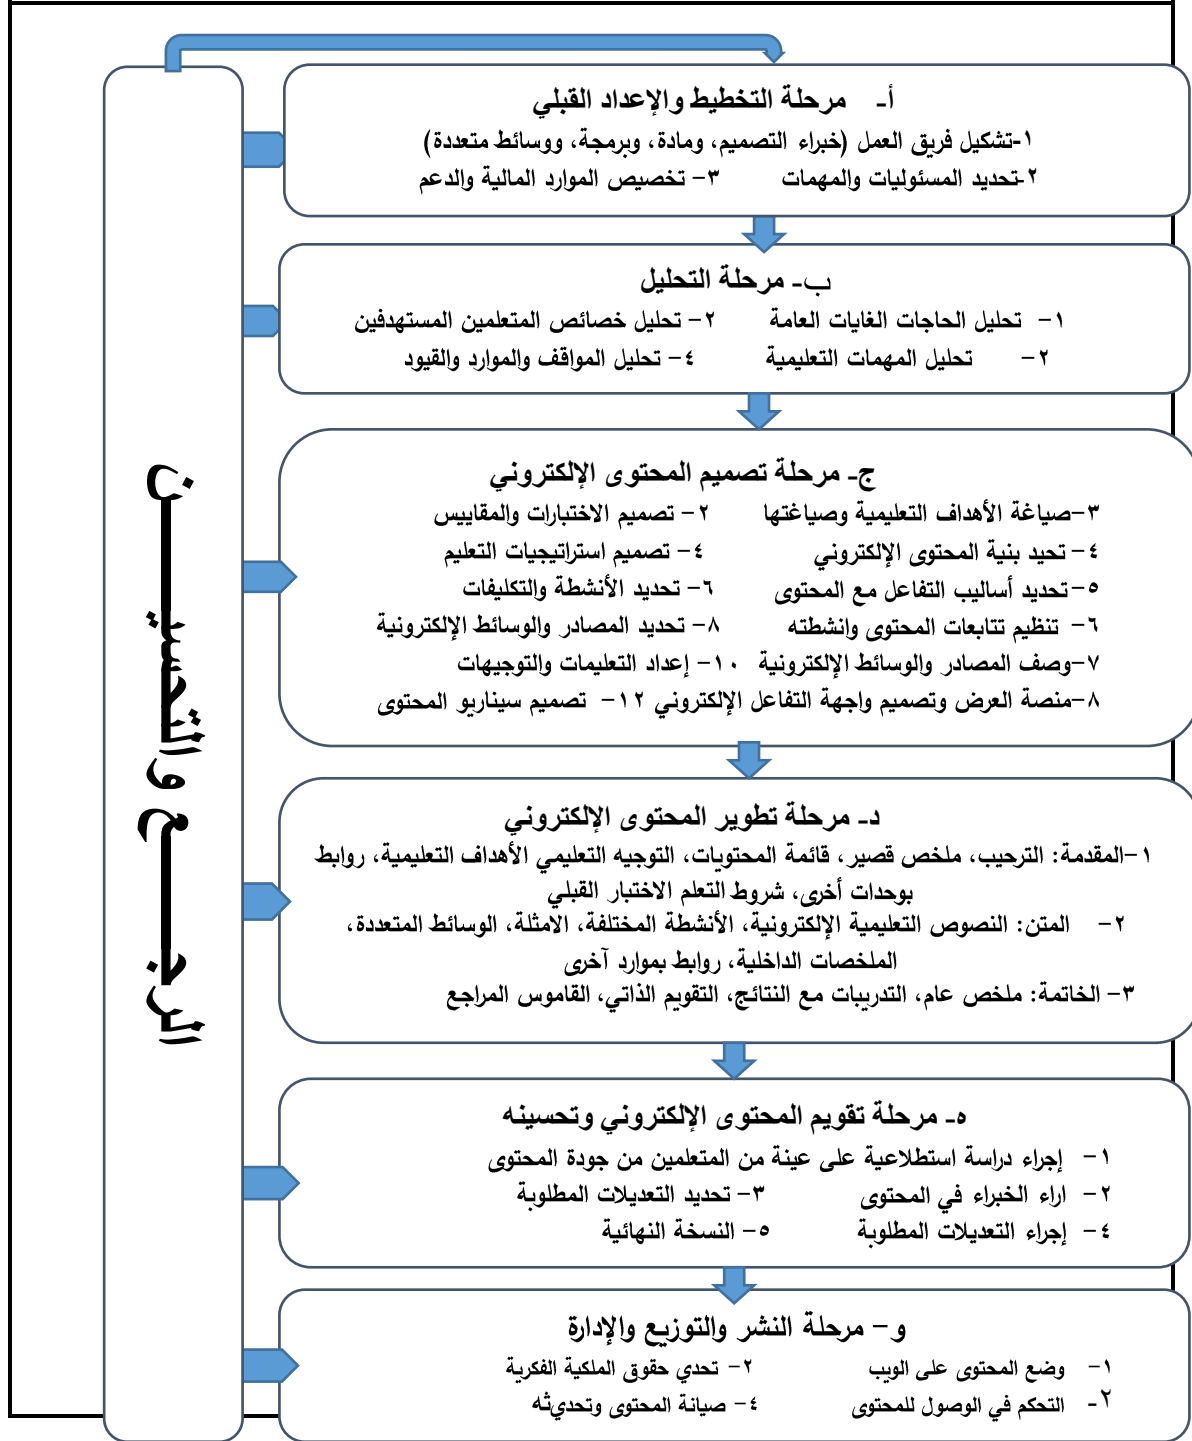 أ- مرحلة التخطيط والإعداد القبلي
١-تشكيل فريق العمل (خبراء التصميم، ومادة، وبرمجة، ووسائط متعددة)
٢-تحديد المسئوليات والمهمات ٣- تخصيص الموارد المالية والدعم
ب- مرحلة التحليل
١- تحليل الحاجات الغايات العامة ٢- تحليل خصائص المتعلمين المستهدفين
٢- تحليل المهمات التعليمية ٤- تحليل المواقف والموارد والقيود
ج- مرحلة تصميم المحتوى الإلكتروني
٣-صياغة الأهداف التعليمية وصياغتها ٢- تصميم الاختبارات والمقاييس
٤- تحيد بنية المحتوى الإلكتروني ٤- تصميم استراتيجيات التعليم
٥-تحديد أساليب التفاعل مع المحتوى ٦- تحديد الأنشطة والتكليفات
٦- تنظيم تتابعات المحتوى وانشطته ٨- تحديد المصادر والوسائط الإلكترونية
٧-وصف المصادر والوسائط الإلكترونية ١٠- إعداد التعليمات والتوجيهات
٨-منصة العرض وتصميم واجهة التفاعل الإلكتروني ١٢- تصميم سيناريو المحتوى
د- مرحلة تطوير المحتوى الإلكتروني
١-المقدمة: الترحيب، ملخص قصير، قائمة المحتويات، التوجيه التعليمي الأهداف التعليمية، روابط
بوحدات أخرى، شروط التعلم الاختبار القبلي
٢- المتن: النصوص التعليمية الإلكترونية، الأنشطة المختلفة، الامثلة، الوسائط المتعددة،
الملخصات الداخلية، روابط بموارد آخرى
٣- الخاتمة: ملخص عام، التدريبات مع النتائج، التقويم الذاتي، القاموس المراجع
ه- مرحلة تقويم المحتوى الإلكتروني وتحسينه
١- إجراء دراسة استطلاعية على عينة من المتعلمين من جودة المحتوى
٢- اراء الخبراء في المحتوى ٣- تحديد التعديلات المطلوبة
٤- إجراء التعديلات المطلوبة ٥- النسخة النهائية
و- مرحلة النشر والتوزيع والإدارة
١- وضع المحتوى على الويب ٢- تحدي حقوق الملكية الفكرية
٢- التحكم في الوصول للمحتوى ٤- صيانة المحتوى وتحديثه
الرجـــــع والتحسيـــــن